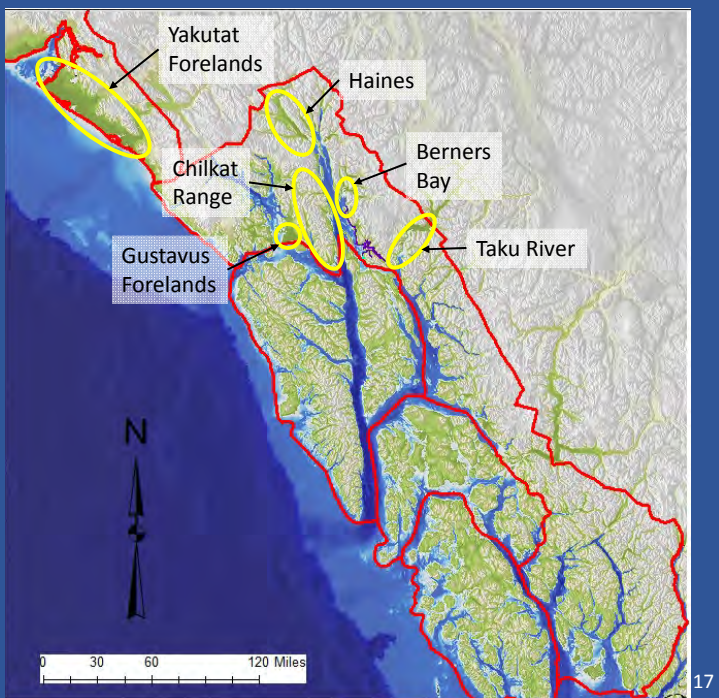 Yakutat
Forelands
Haines
Chilkat
Range
Berners
Bay
Gustavus
Forelands
Taku River
N
0 30 60 120 Miles
17